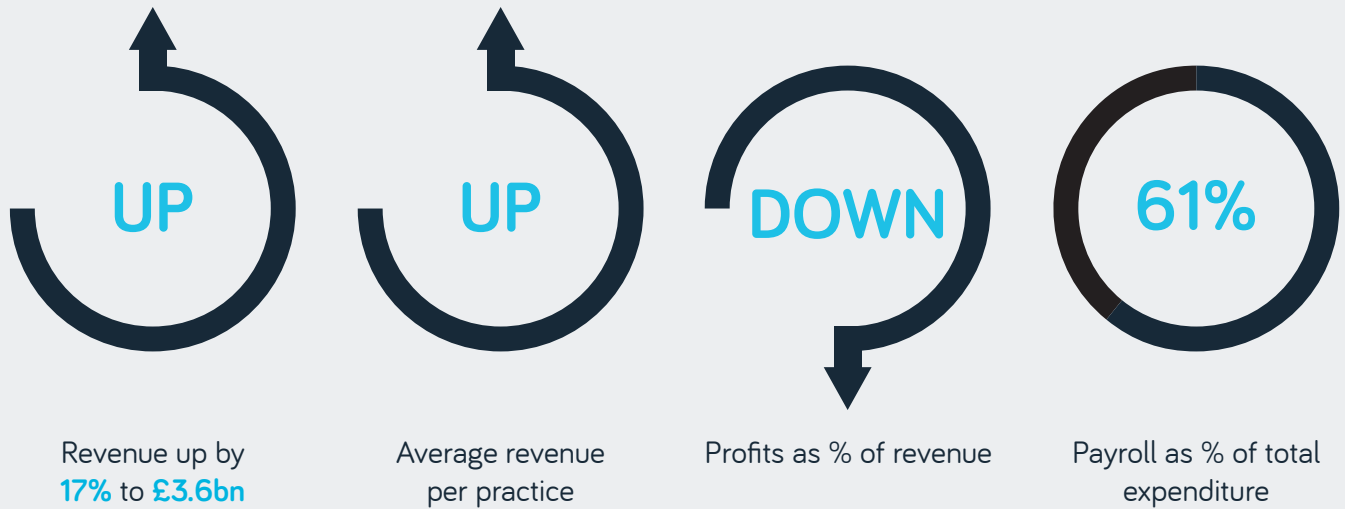 UP
UP
DOWN
61%
Revenue up by
17% to £3.6bn
Average revenue
per practice
Profits as % of revenue
Payroll as % of total
expenditure